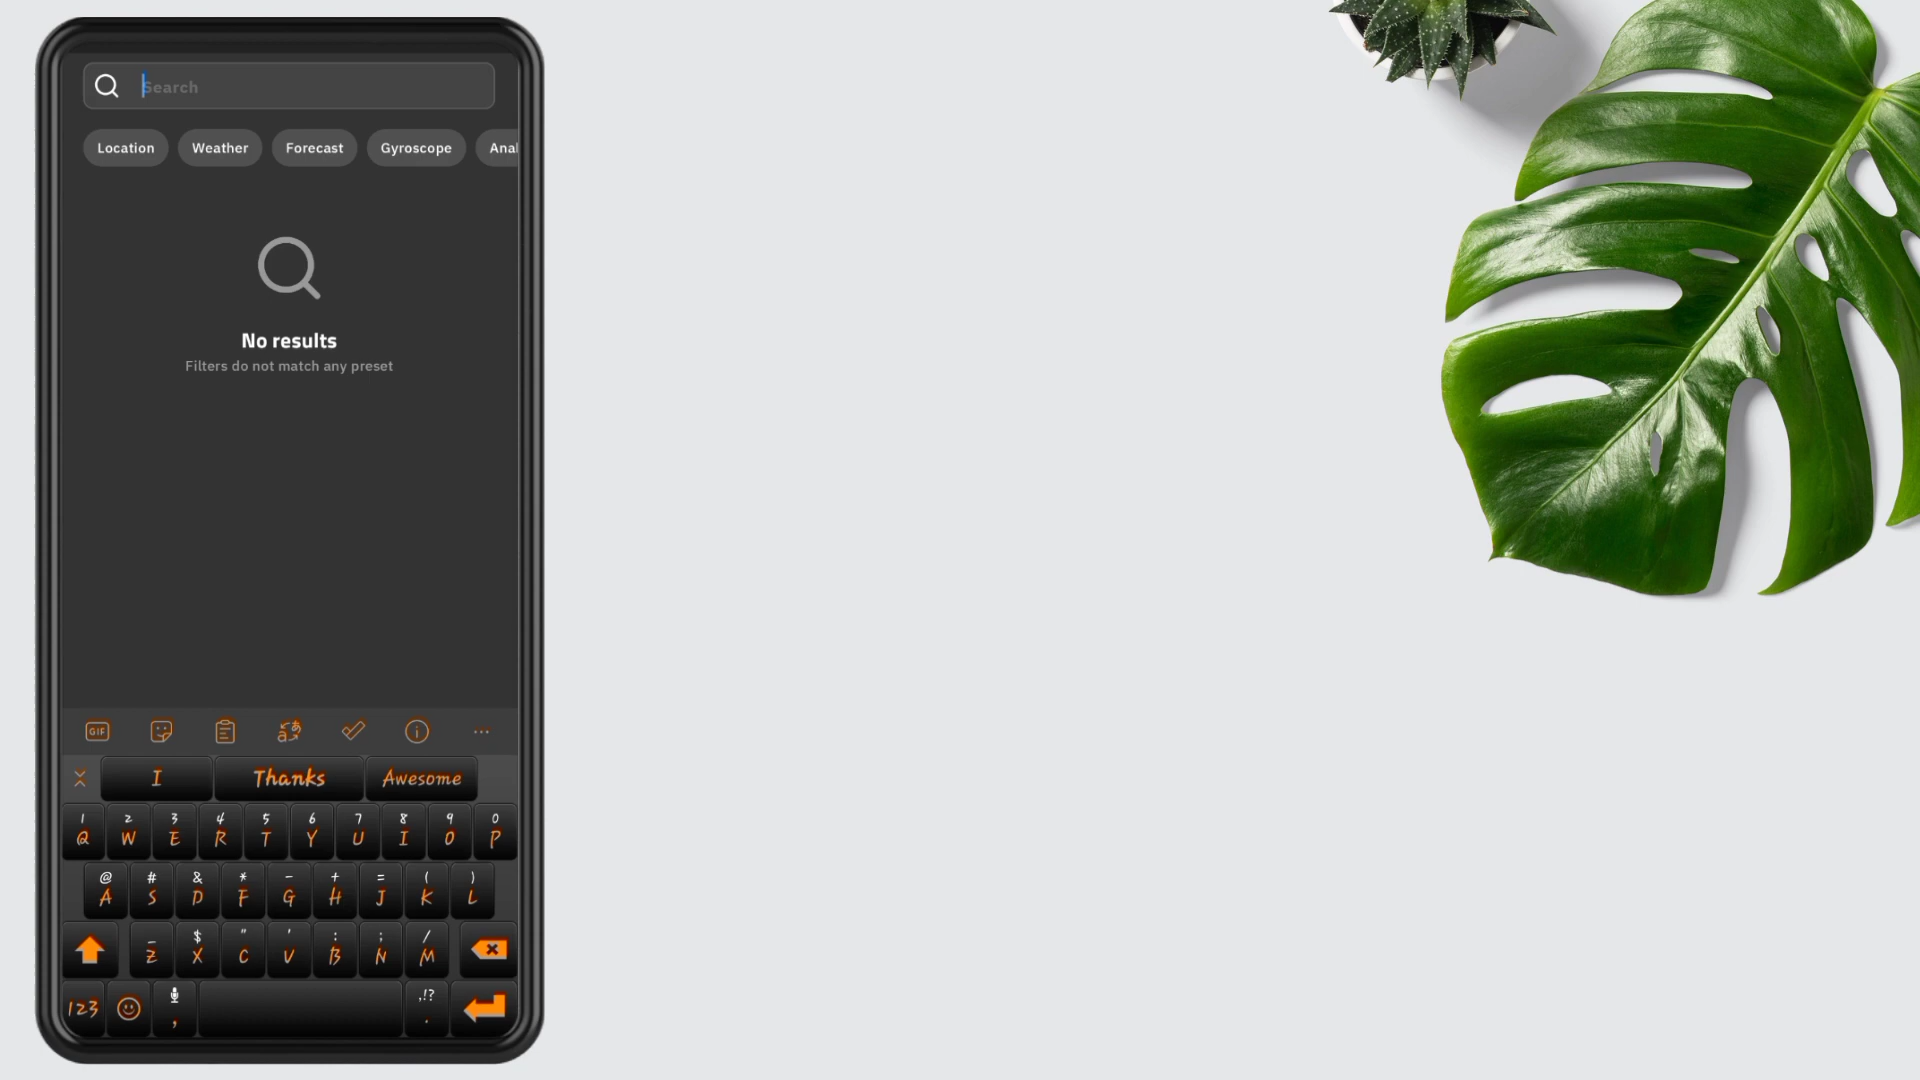 Search
Location Weather Forecast Gyroscope Anal
No results
Filters do not match any preset
GIF
I Thanks Awesome
1 2 3 4 5 6 7 8 9 0
Q W E R T Y U I O P
@ # & * - + = ( )
A S D F G H J K L
_ $ " ' : ; /
Z X C V B N M
,!?
123 , .